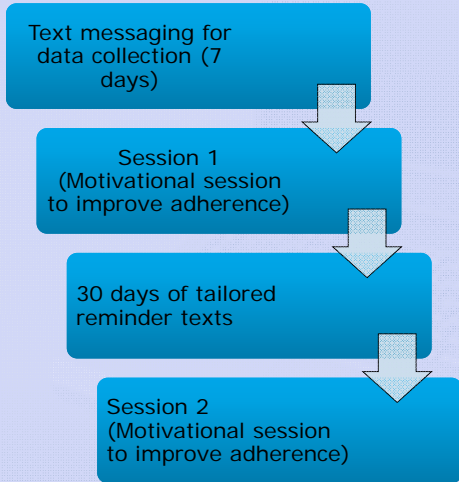 Text messaging for
data collection (7
days)
Session 1
(Motivational session
to improve adherence)
30 days of tailored
reminder texts
Session 2
(Motivational session
to improve adherence)